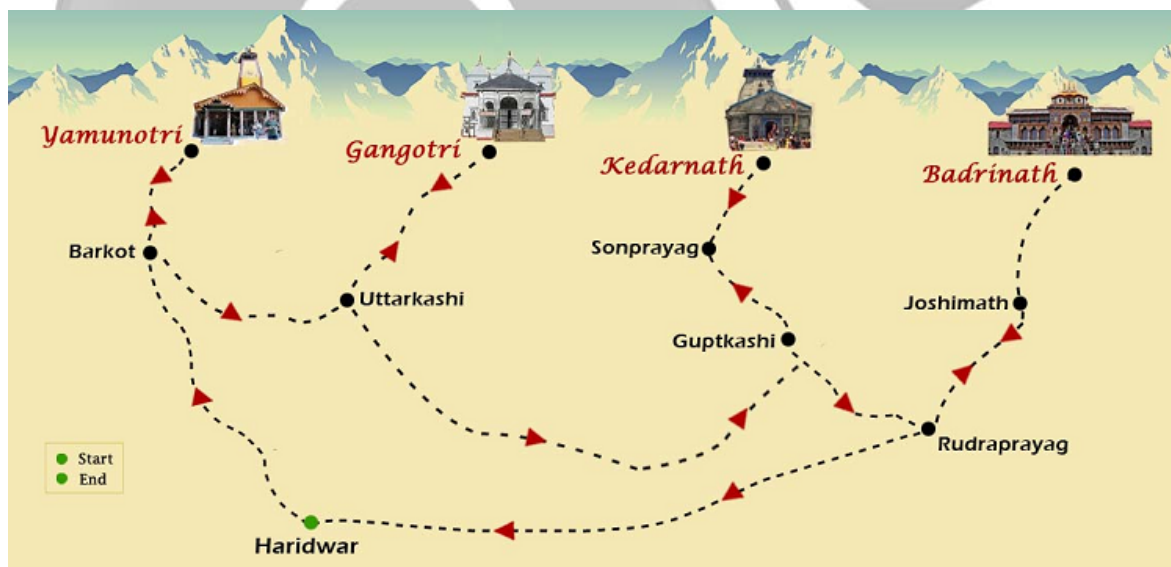 Yamunotri
Gangotri
Kedarnath
Badrinath
Barkot
Uttarkashi
Sonprayag
Joshimath
Guptkashi
Rudraprayag
Start
End
Haridwar